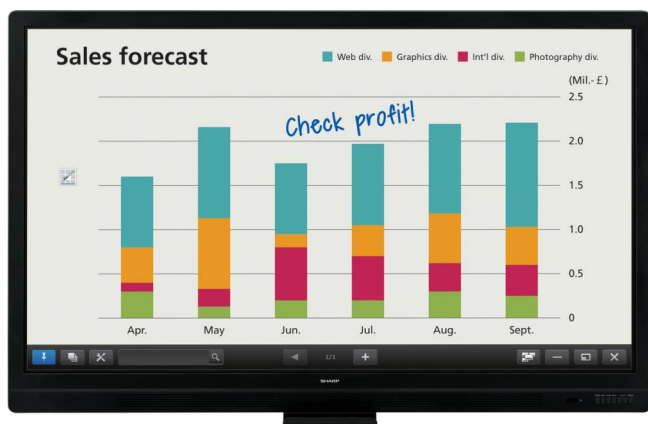 Sales forecast
Web div. Graphics div. Int'l div. Photography div.
(Mil.-£)
Check profit!
2.5
2.0
1.5
1.0
0.5
0
Apr. May Jun. Jul. Aug. Sept.
1/1
SHARP